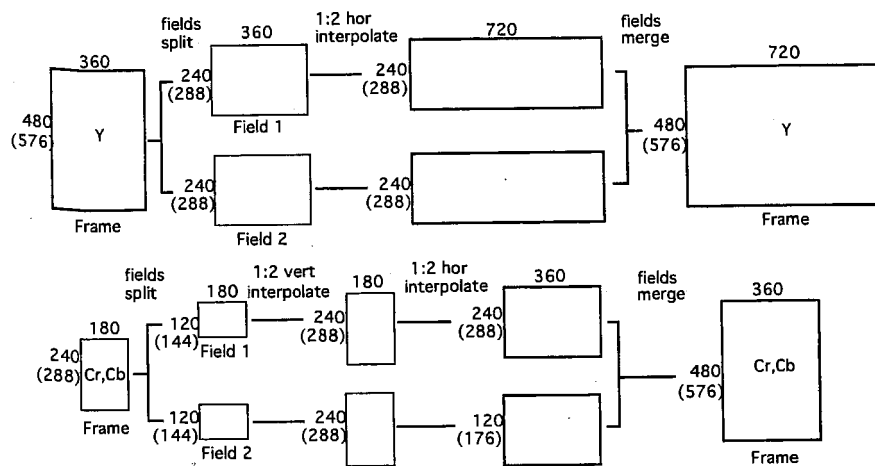 fields
split
360
1:2 hor
interpolate
720
fields
merge
360
240
(288)
240
(288)
720
480
(576)
Y
Field 1
480
(576)
Y
240
(288)
240
(288)
Frame
Field 2
Frame
fields
split
1:2 vert
interpolate
1:2 hor
interpolate
fields
merge
180
180
360
360
180
120
(144)
240
(288)
240
(288)
240
(288)
Cr,Cb
Field 1
480
(576)
Cr,Cb
120
(144)
240
(288)
120
(176)
Frame
Field 2
Frame